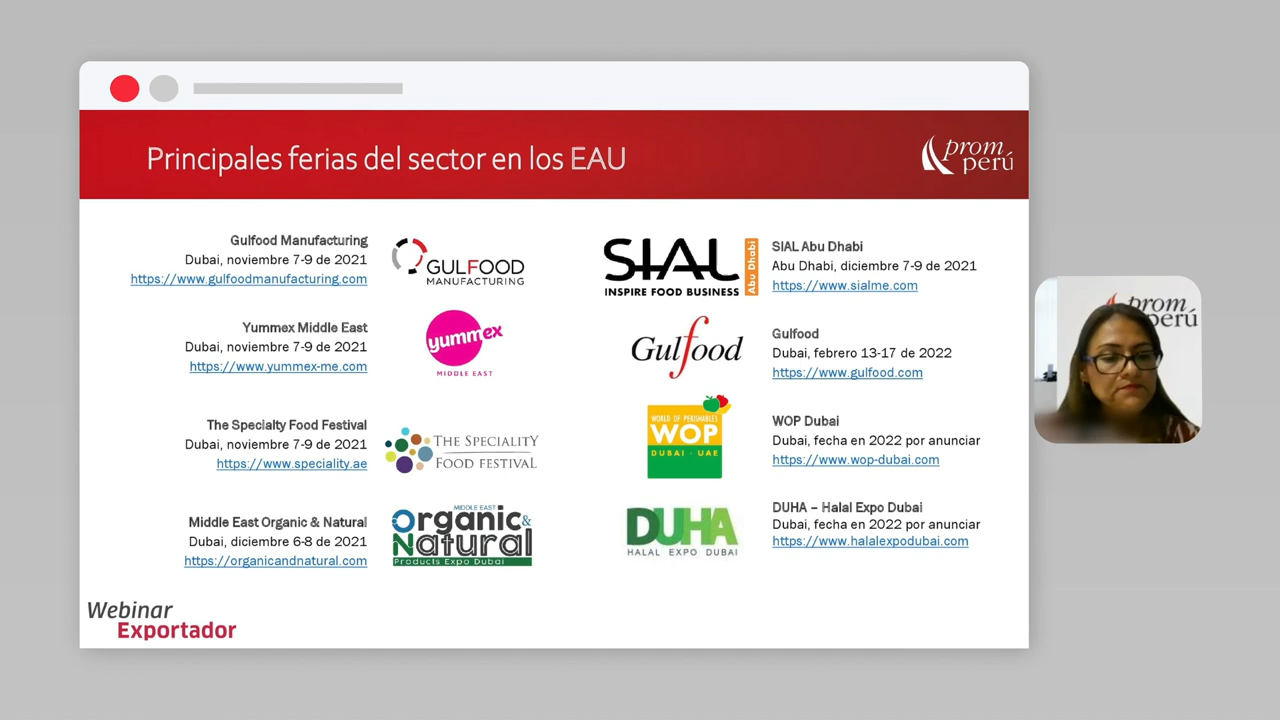 Principales ferias del sector en los EAU
prom
perú
Gulfood Manufacturing
Dubai, noviembre 7-9 de 2021
https://www.gulfoodmanufacturing.com
GULFOOD
MANUFACTURING
Yummex Middle East
Dubai, noviembre 7-9 de 2021
https://www.yummex-me.com
yummex
MIDDLE EAST
The Specialty Food Festival
Dubai, noviembre 7-9 de 2021
https://www.speciality.ae
THE SPECIALITY
FOOD FESTIVAL
Middle East Organic & Natural
Dubai, diciembre 6-8 de 2021
https://organicandnatural.com
MIDDLE EAST
Organic &
Natural
Products Expo Dubai
SIAL
INSPIRE FOOD BUSINESS
Abu Dhabi
SIAL Abu Dhabi
Abu Dhabi, diciembre 7-9 de 2021
https://www.sialme.com
Gulfood
Gulfood
Dubai, febrero 13-17 de 2022
https://www.gulfood.com
WORLD OF PERISHABLES
WOP
DUBAI - UAE
WOP Dubai
Dubai, fecha en 2022 por anunciar
https://www.wop-dubai.com
DUHA
HALAL EXPO DUBAI
DUHA – Halal Expo Dubai
Dubai, fecha en 2022 por anunciar
https://www.halalexpodubai.com
Webinar
Exportador
prom
perú